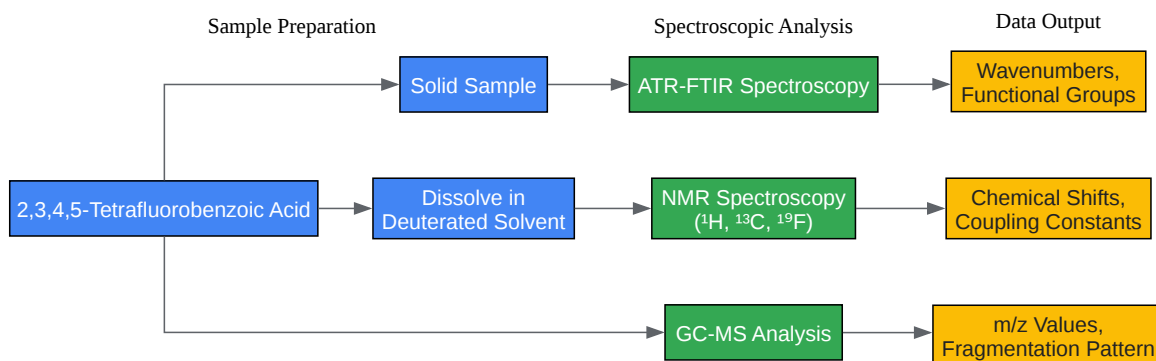 Sample Preparation
Spectroscopic Analysis
Data Output
Solid Sample
ATR-FTIR Spectroscopy
Wavenumbers,
Functional Groups
2,3,4,5-Tetrafluorobenzoic Acid
Dissolve in
Deuterated Solvent
NMR Spectroscopy
(¹H, ¹³C, ¹⁹F)
Chemical Shifts,
Coupling Constants
GC-MS Analysis
m/z Values,
Fragmentation Pattern